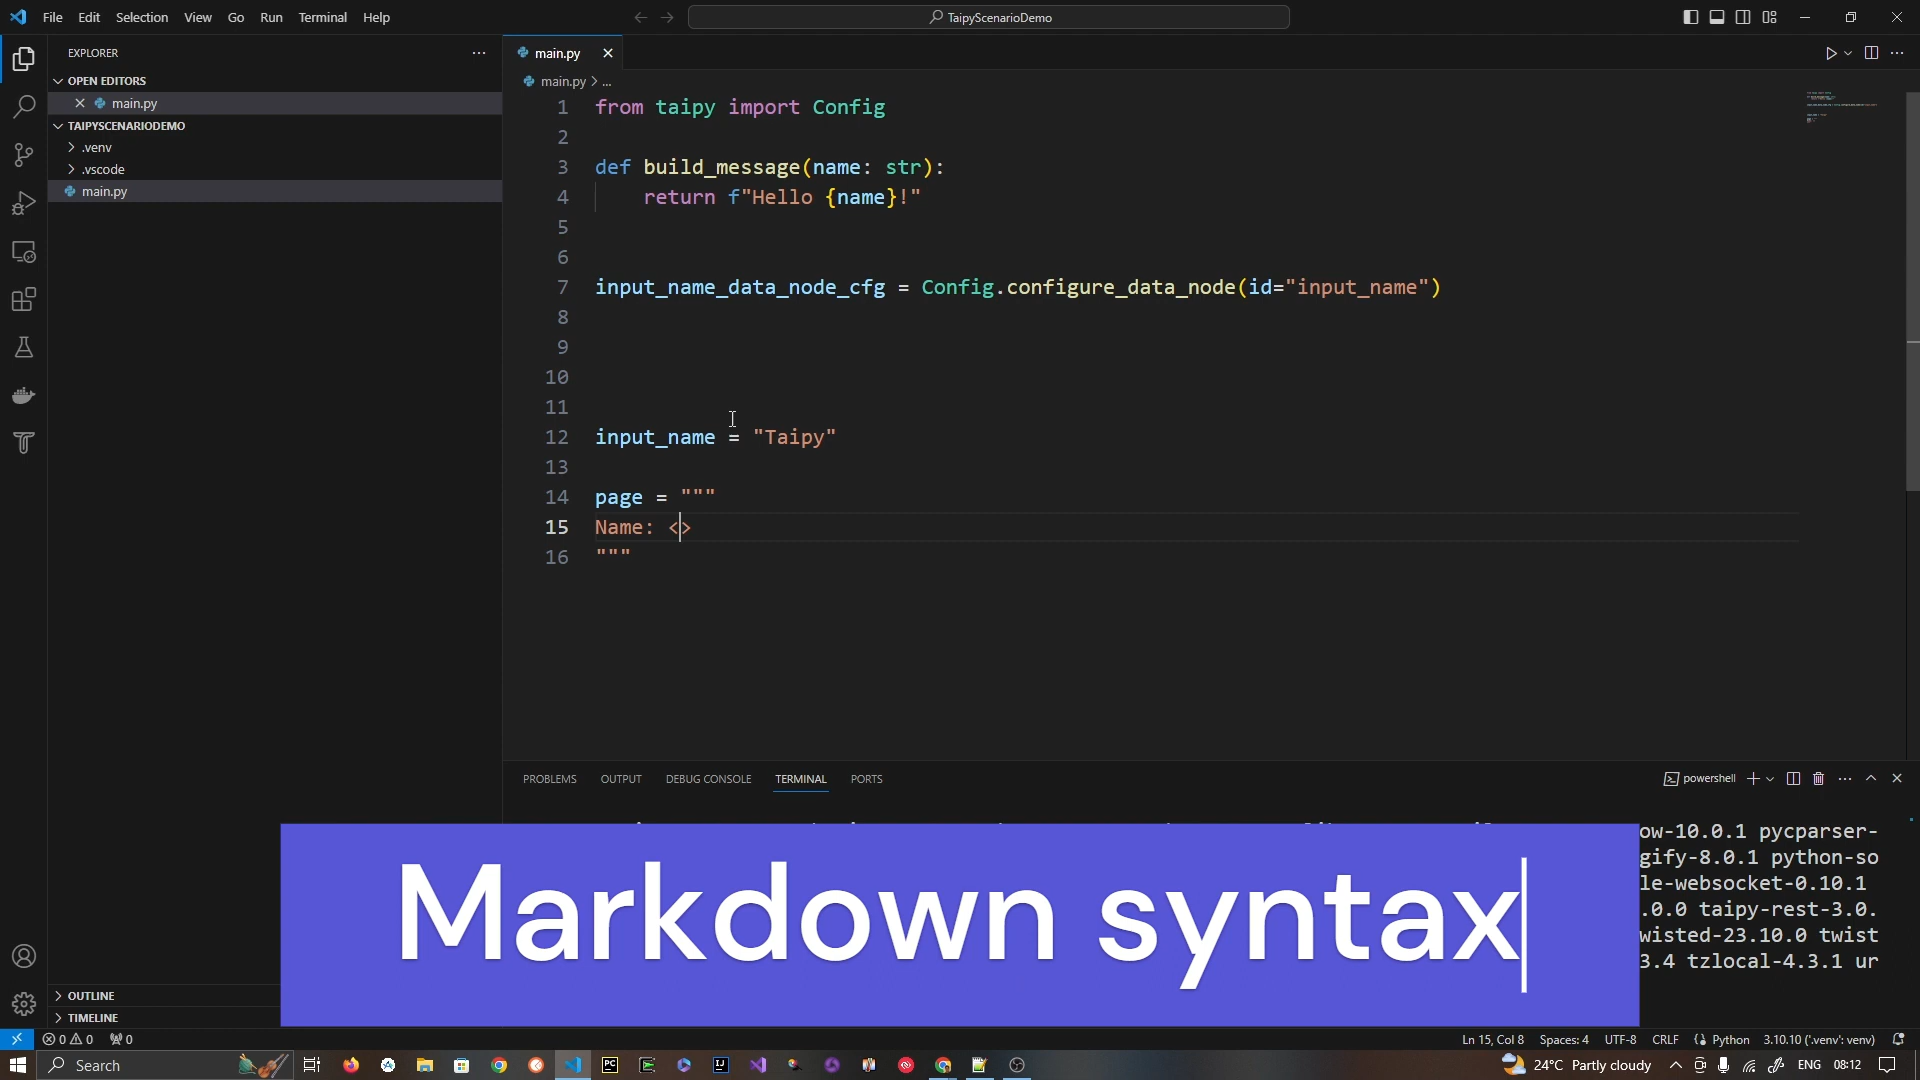 File Edit Selection View Go Run Terminal Help
TaipyScenarioDemo
EXPLORER
OPEN EDITORS
main.py
TAIPYSCENARIODEMO
.venv
.vscode
main.py
OUTLINE
TIMELINE
main.py
main.py > ...
1 from taipy import Config
2
3 def build_message(name: str):
4 return f"Hello {name}!"
5
6
7 input_name_data_node_cfg = Config.configure_data_node(id="input_name")
8
9
10
11
12 input_name = "Taipy"
13
14 page = """
15 Name: <>
16 """
PROBLEMS OUTPUT DEBUG CONSOLE TERMINAL PORTS
powershell
ow-10.0.1 pycparser-
gify-8.0.1 python-so
le-websocket-0.10.1
.0.0 taipy-rest-3.0.
wisted-23.10.0 twist
3.4 tzlocal-4.3.1 ur
Markdown syntax
0 0 0
Ln 15, Col 8 Spaces: 4 UTF-8 CRLF Python 3.10.10 ('.venv': venv)
Search
24°C Partly cloudy
ENG 08:12